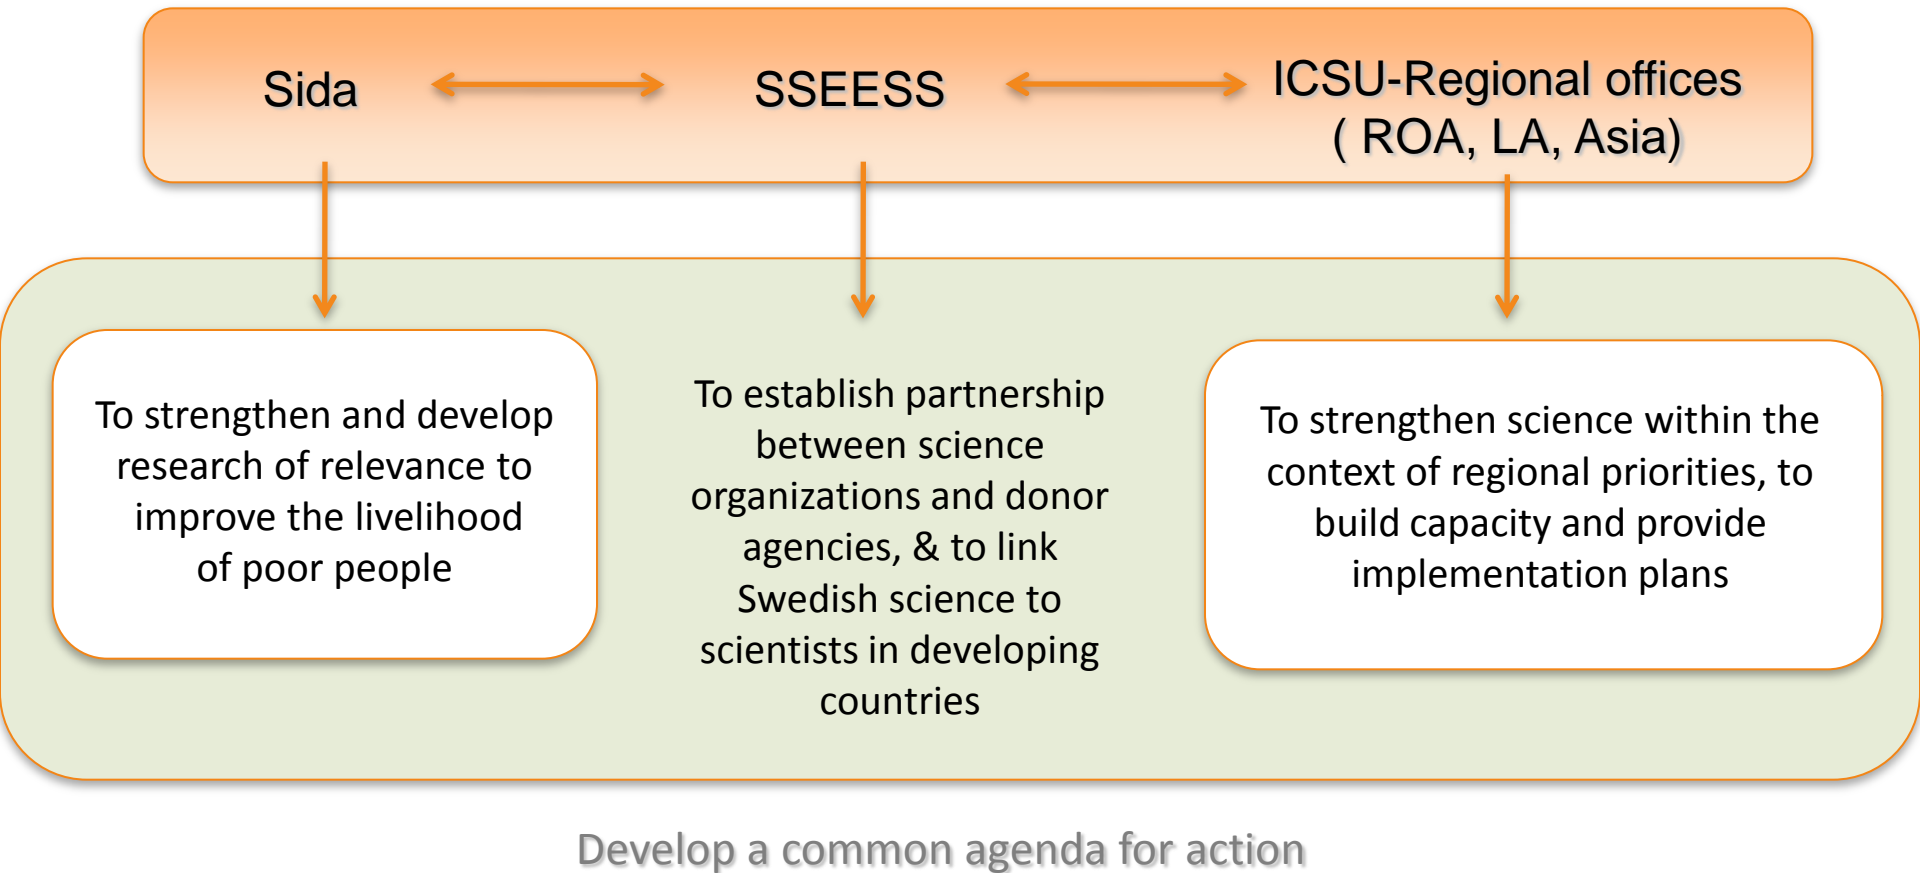 Sida
SSEESS
ICSU-Regional offices
( ROA, LA, Asia)
To strengthen and develop
research of relevance to
improve the livelihood
of poor people
To establish partnership
between science
organizations and donor
agencies, & to link
Swedish science to
scientists in developing
countries
To strengthen science within the
context of regional priorities, to
build capacity and provide
implementation plans
Develop a common agenda for action